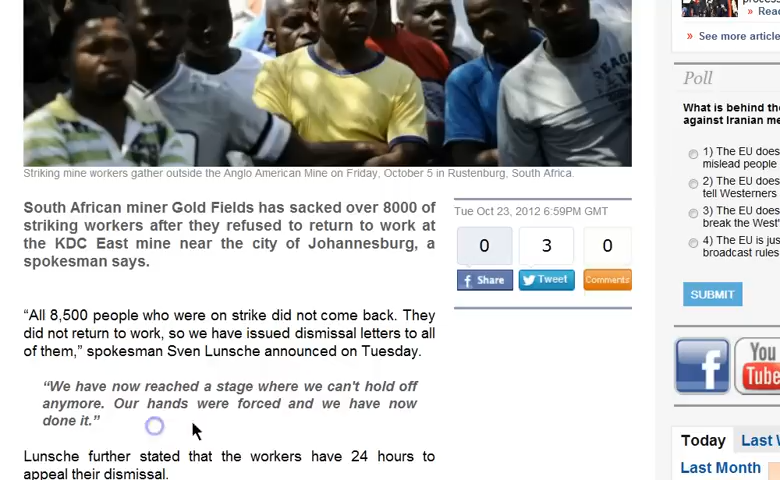 Striking mine workers gather outside the Anglo American Mine on Friday, October 5 in Rustenburg, South Africa.
South African miner Gold Fields has sacked over 8000 of
striking workers after they refused to return to work at
the KDC East mine near the city of Johannesburg, a
spokesman says.
Tue Oct 23, 2012 6:59PM GMT
0 3 0
f Share Tweet Comments
“All 8,500 people who were on strike did not come back. They
did not return to work, so we have issued dismissal letters to all
of them,” spokesman Sven Lunsche announced on Tuesday.
“We have now reached a stage where we can't hold off
anymore. Our hands were forced and we have now
done it.”
Lunsche further stated that the workers have 24 hours to
appeal their dismissal.
» Rea
» See more article
Poll
What is behind the
against Iranian me
1) The EU does
mislead people
2) The EU does
tell Westerners
3) The EU does
break the West'
4) The EU is jus
broadcast rules
SUBMIT
f
You
Tube
Today Last W
Last Month